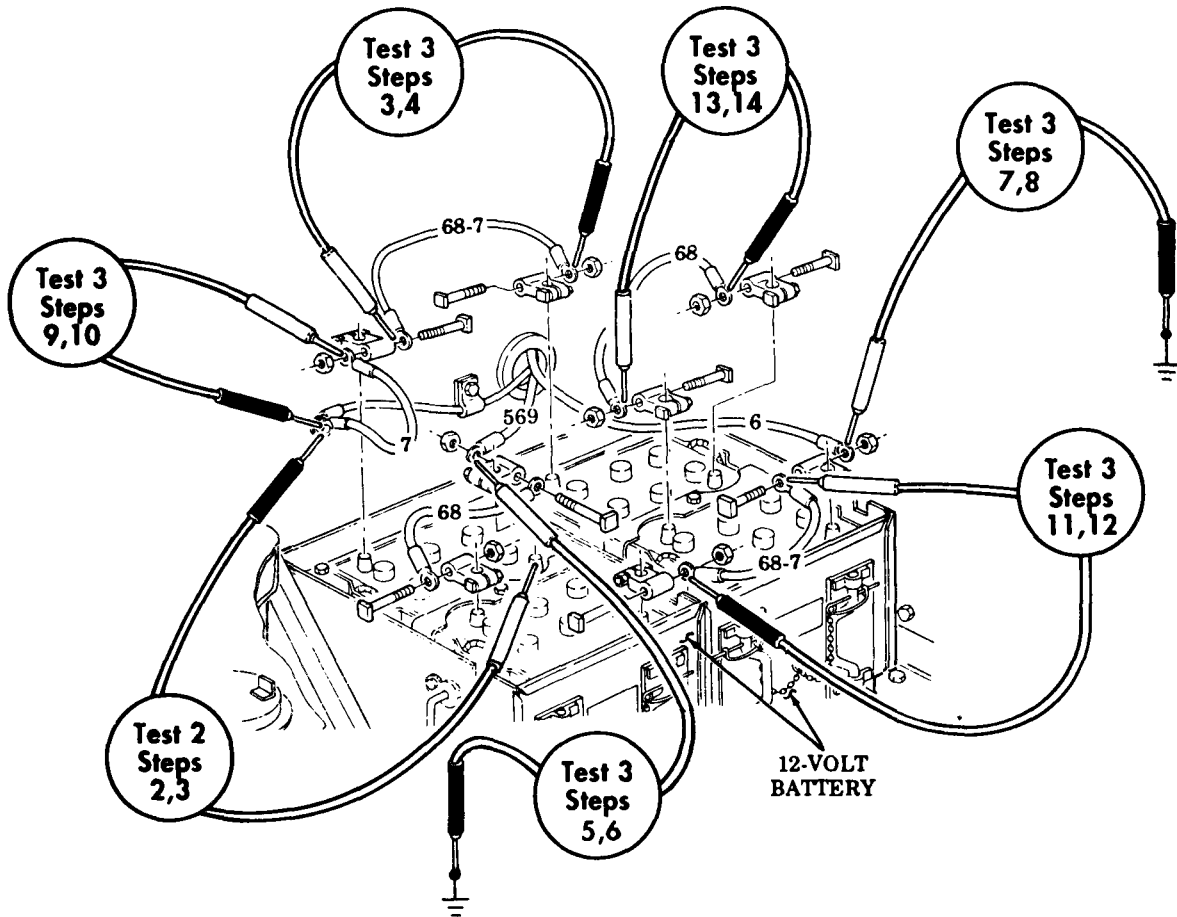 Test 3
Steps
3,4
Test 3
Steps
13,14
Test 3
Steps
7,8
68-7
68
Test 3
Steps
9,10
569
6
7
Test 3
Steps
11,12
68
68-7
Test 2
Steps
2,3
Test 3
Steps
5,6
12-VOLT
BATTERY